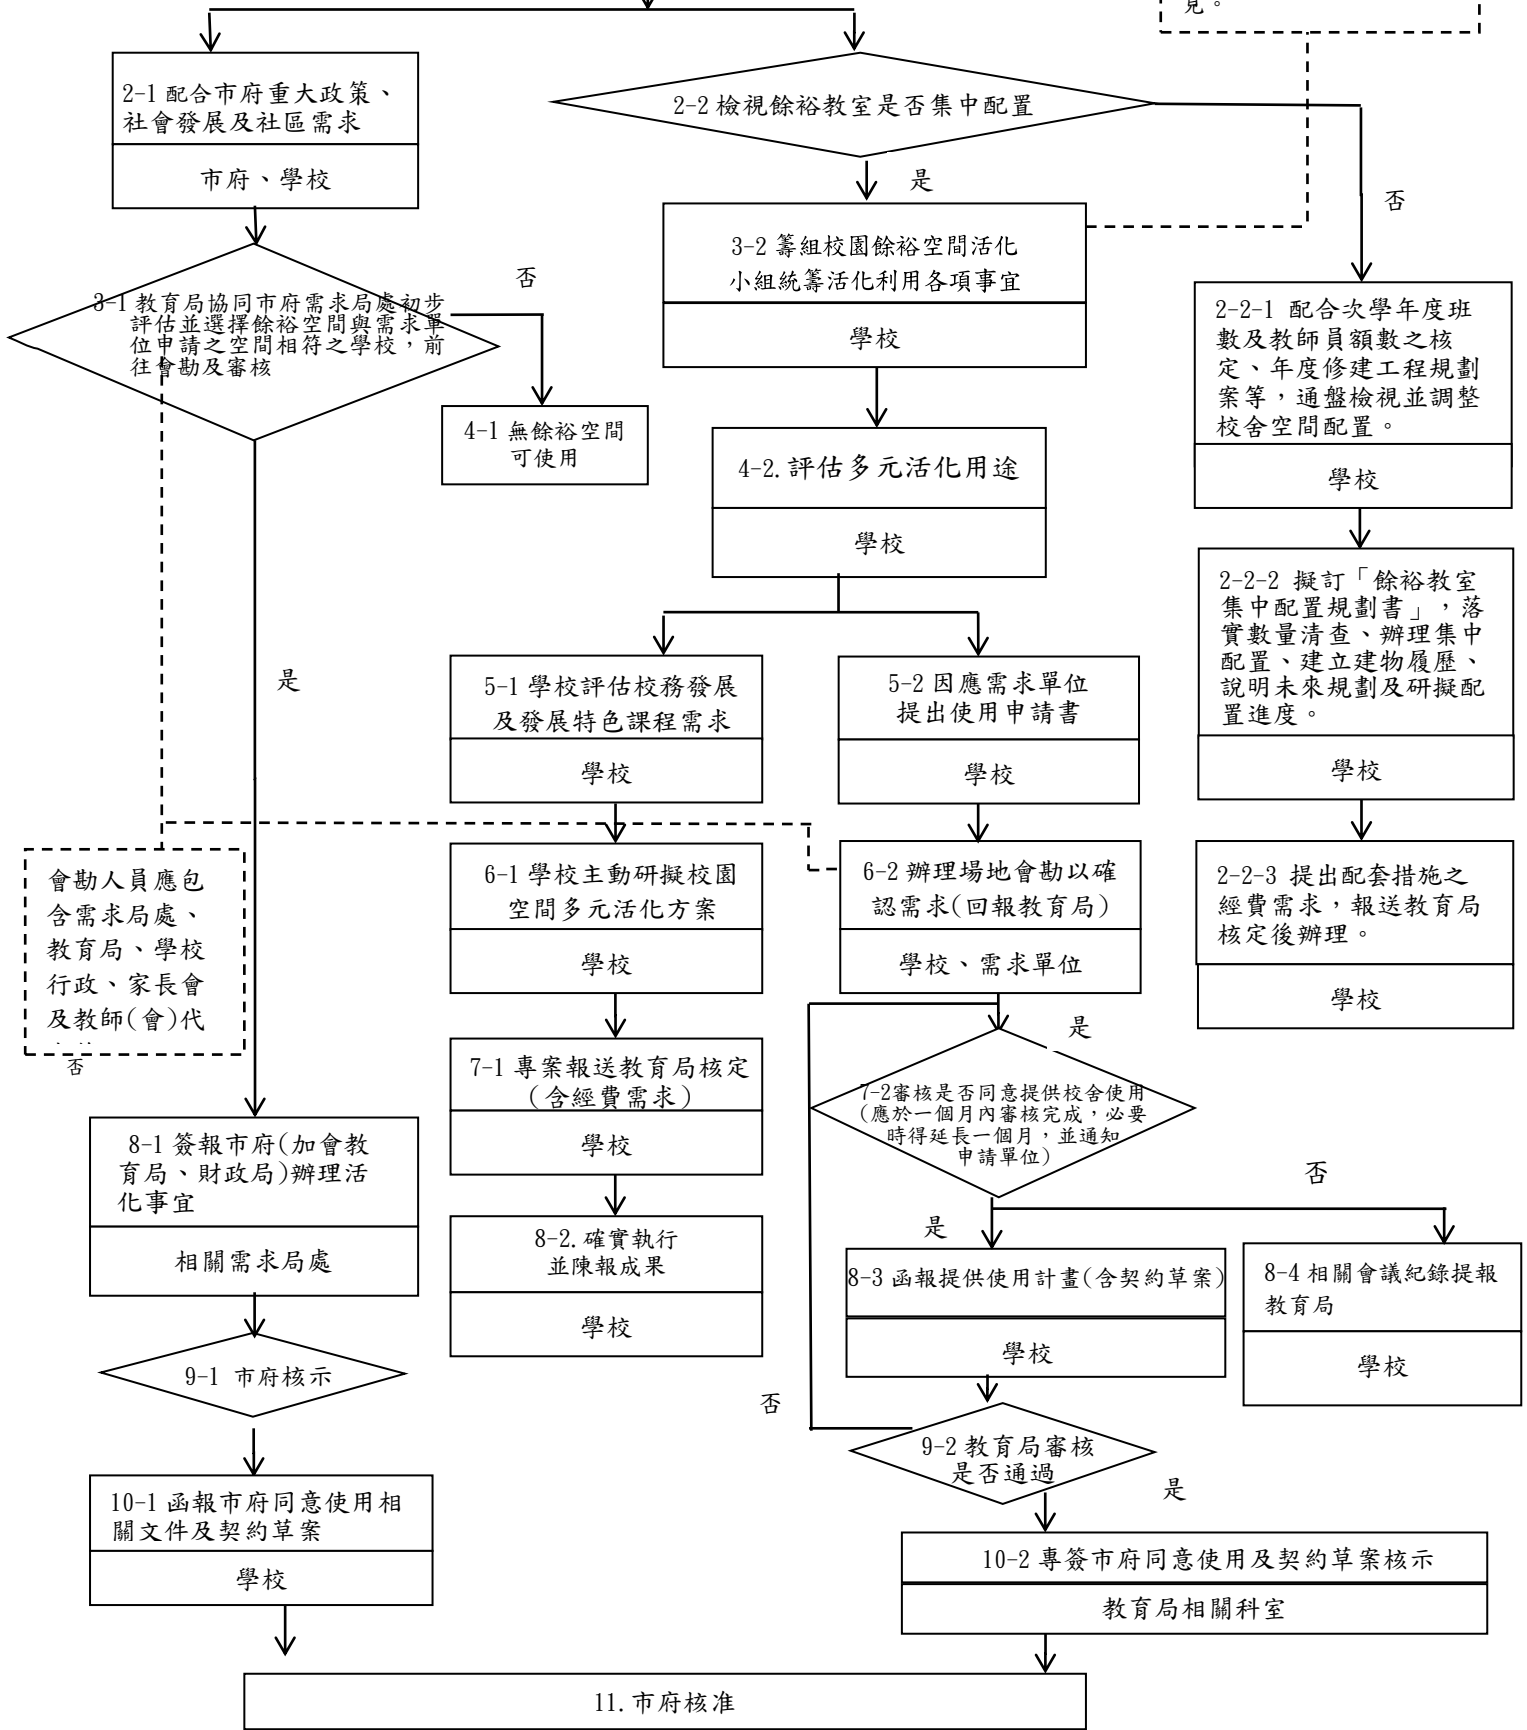 見。
2-1 配合市府重大政策、
社會發展及社區需求
市府、學校
2-2 檢視餘裕教室是否集中配置
是
否
3-1 教育局協同市府需求局處初步
評估並選擇餘裕空間與需求單
位申請之空間相符之學校，前
往會勘及審核
否
是
4-1 無餘裕空間
可使用
3-2 籌組校園餘裕空間活化
小組統籌活化利用各項事宜
學校
4-2.評估多元活化用途
學校
2-2-1 配合次學年度班
數及教師員額數之核
定、年度修建工程規劃
案等，通盤檢視並調整
校舍空間配置。
學校
2-2-2 擬訂「餘裕教室
集中配置規劃書」，落
實數量清查、辦理集中
配置、建立建物履歷、
說明未來規劃及研擬配
置進度。
學校
2-2-3 提出配套措施之
經費需求，報送教育局
核定後辦理。
學校
5-1 學校評估校務發展
及發展特色課程需求
學校
5-2 因應需求單位
提出使用申請書
學校
會勘人員應包
含需求局處、
教育局、學校
行政、家長會
及教師(會)代
否
6-1 學校主動研擬校園
空間多元活化方案
學校
6-2 辦理場地會勘以確
認需求(回報教育局)
學校、需求單位
是
7-1 專案報送教育局核定
(含經費需求)
學校
7-2審核是否同意提供校舍使用
(應於一個月內審核完成，必要
時得延長一個月，並通知
申請單位)
是
否
8-1 簽報市府(加會教
育局、財政局)辦理活
化事宜
相關需求局處
8-2.確實執行
並陳報成果
學校
8-3 函報提供使用計畫(含契約草案)
學校
8-4 相關會議紀錄提報
教育局
學校
9-1 市府核示
否
9-2 教育局審核
是否通過
是
10-1 函報市府同意使用相
關文件及契約草案
學校
10-2 專簽市府同意使用及契約草案核示
教育局相關科室
11.市府核准